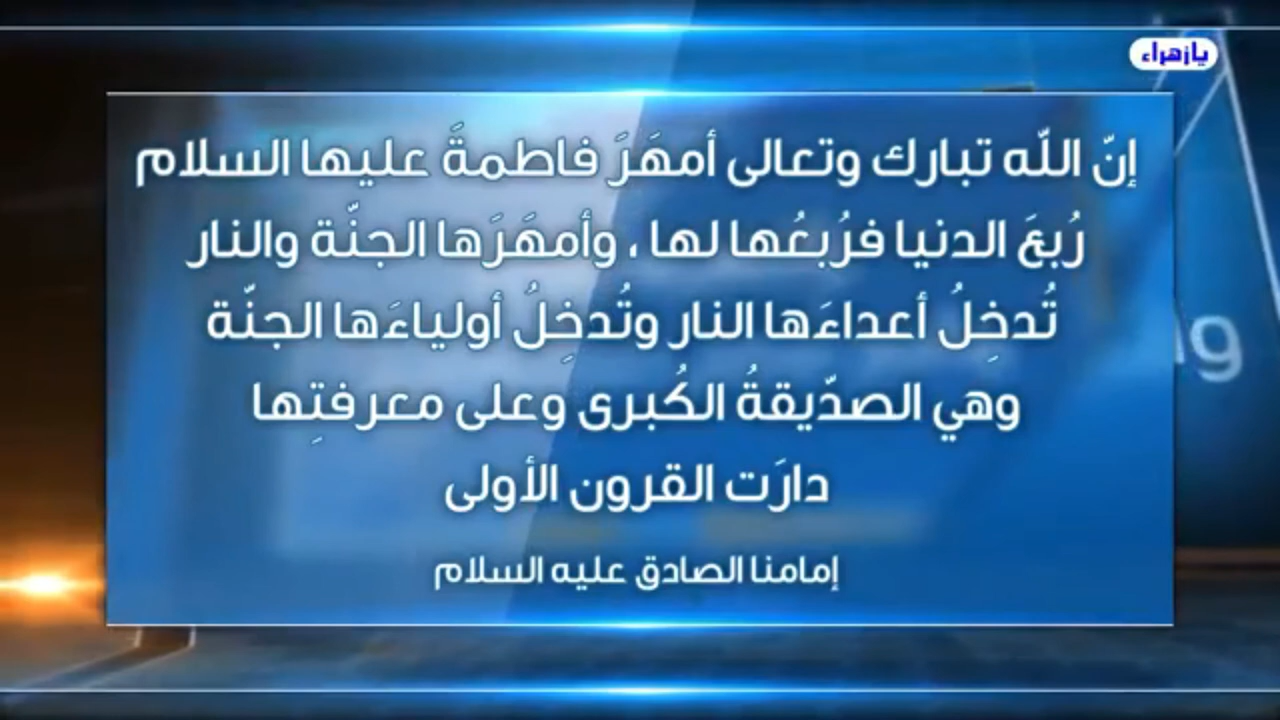 يازهراء
إنّ اللّه تبارك وتعالى أمهَرَ فاطمةَ عليها السلام
رُبعَ الدنيا فرُبعُها لها ، وأمهَرَها الجنّة والنار
تُدخِلُ أعداءَها النار وتُدخِلُ أولياءَها الجنّة
وهي الصدّيقةُ الكُبرى وعلى معرفتِها
دارَت القرون الأولى
إمامنا الصادق عليه السلام